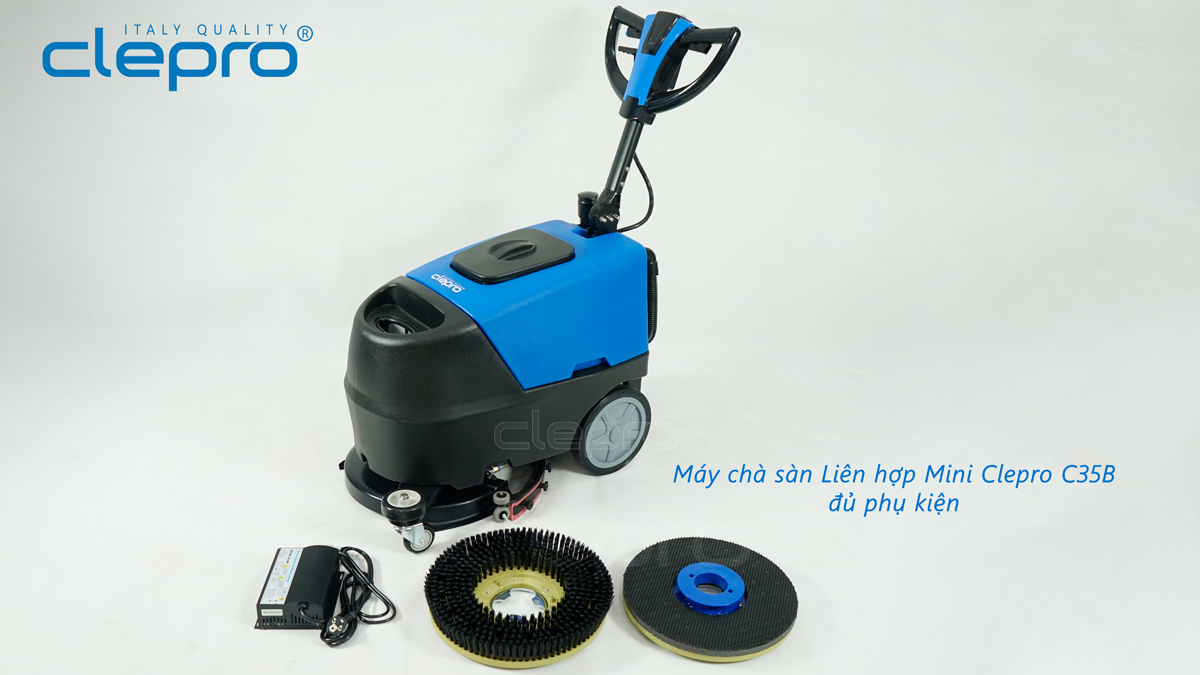 ITALY QUALITY
clepro®
clepro
clepro
Máy chà sàn Liên hợp Mini Clepro C35B
đủ phụ kiện